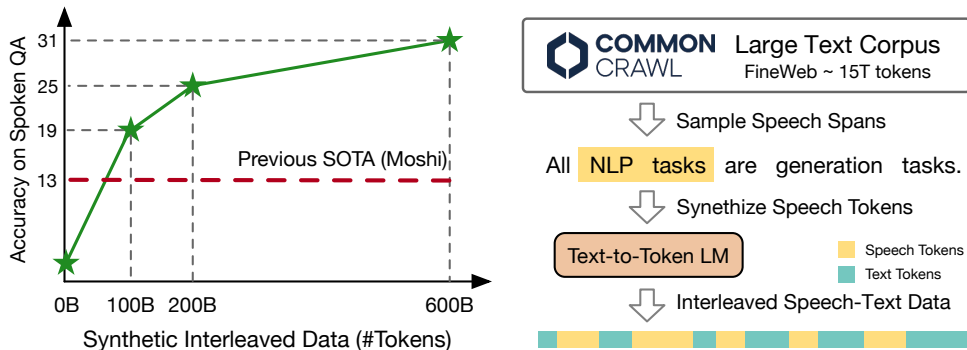 Accuracy on Spoken QA
31
25
19
13
Previous SOTA (Moshi)
0B
100B
200B
600B
Synthetic Interleaved Data (#Tokens)
COMMON
CRAWL
Large Text Corpus
FineWeb ~ 15T tokens
Sample Speech Spans
All NLP tasks are generation tasks.
Synethize Speech Tokens
Text-to-Token LM
Speech Tokens
Text Tokens
Interleaved Speech-Text Data